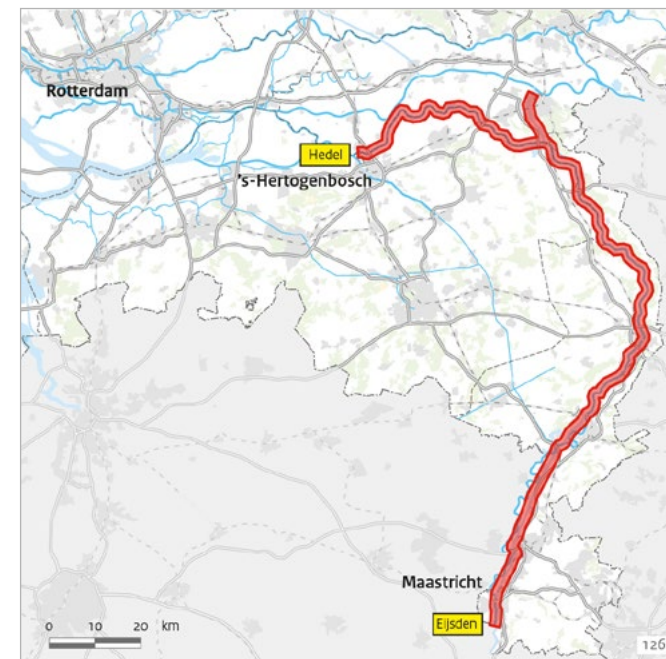 Rotterdam
Hedel
's-Hertogenbosch
Maastricht
Eijsden
0 10 20 km
126